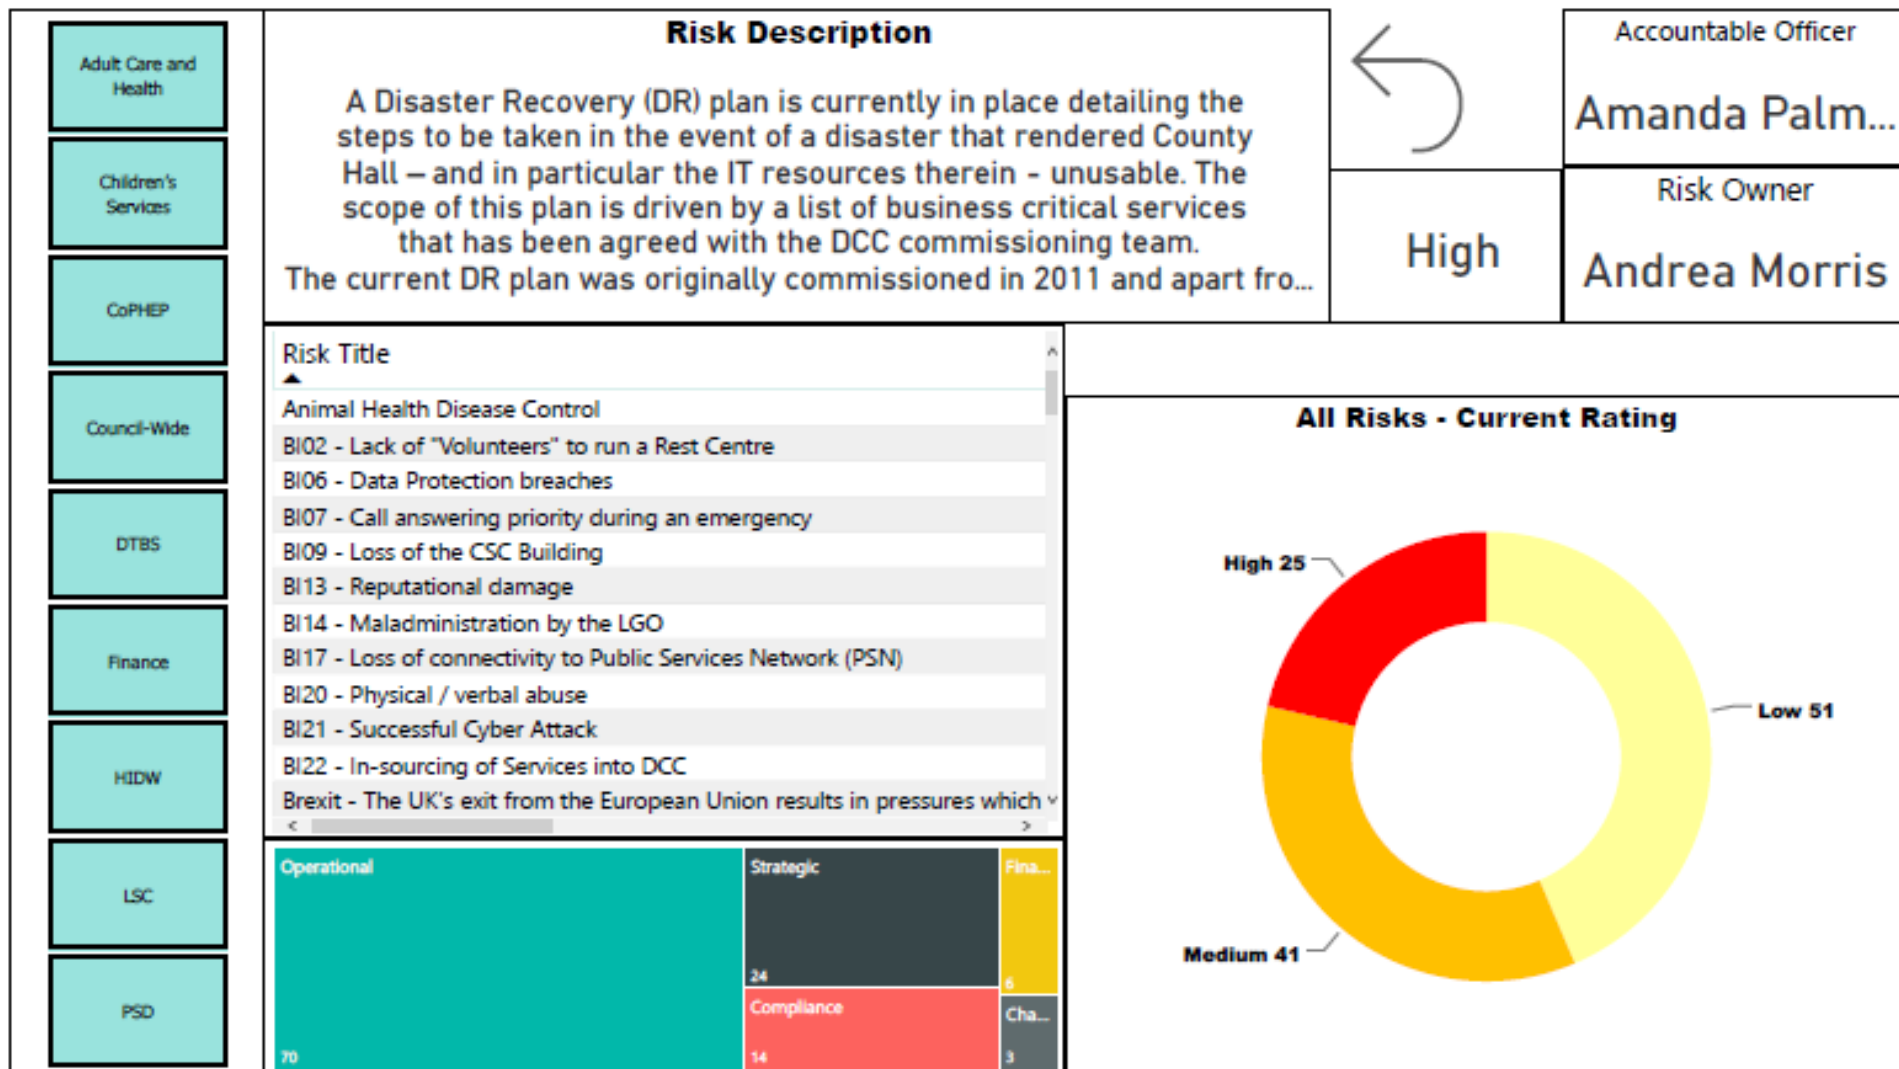 Adult Care and
Health
Children's
Services
CoPHEP
Council-Wide
DTBS
Finance
HIDW
LSC
PSD
Risk Description
A Disaster Recovery (DR) plan is currently in place detailing the
steps to be taken in the event of a disaster that rendered County
Hall – and in particular the IT resources therein - unusable. The
scope of this plan is driven by a list of business critical services
that has been agreed with the DCC commissioning team.
The current DR plan was originally commissioned in 2011 and apart fro...
High
Accountable Officer
Amanda Palm...
Risk Owner
Andrea Morris
Risk Title
Animal Health Disease Control
BI02 - Lack of "Volunteers" to run a Rest Centre
BI06 - Data Protection breaches
BI07 - Call answering priority during an emergency
BI09 - Loss of the CSC Building
BI13 - Reputational damage
BI14 - Maladministration by the LGO
BI17 - Loss of connectivity to Public Services Network (PSN)
BI20 - Physical / verbal abuse
BI21 - Successful Cyber Attack
BI22 - In-sourcing of Services into DCC
Brexit - The UK's exit from the European Union results in pressures which
Operational
70
Strategic
24
Compliance
14
Fina...
6
Cha...
3
All Risks - Current Rating
High 25
Low 51
Medium 41